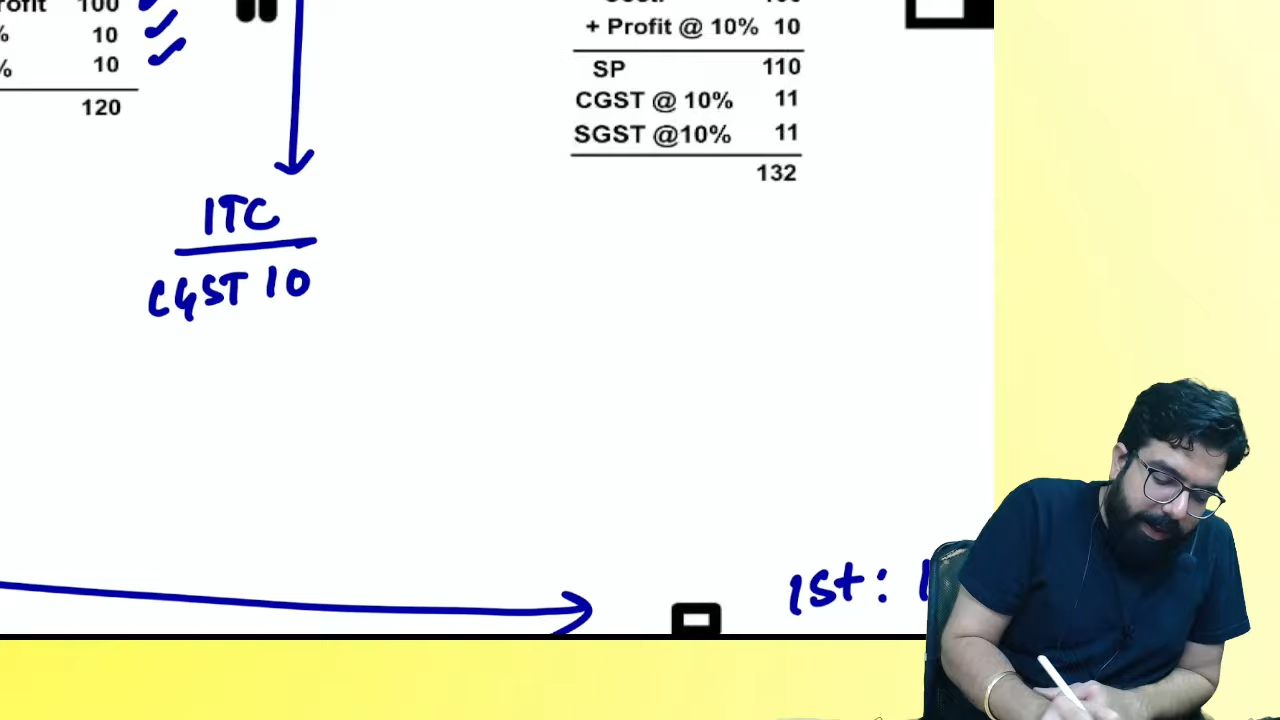 100
% 10
% 10
120
+ Profit @ 10% 10
SP 110
CGST @ 10% 11
SGST @10% 11
132
ITC
CGST 10
1st :